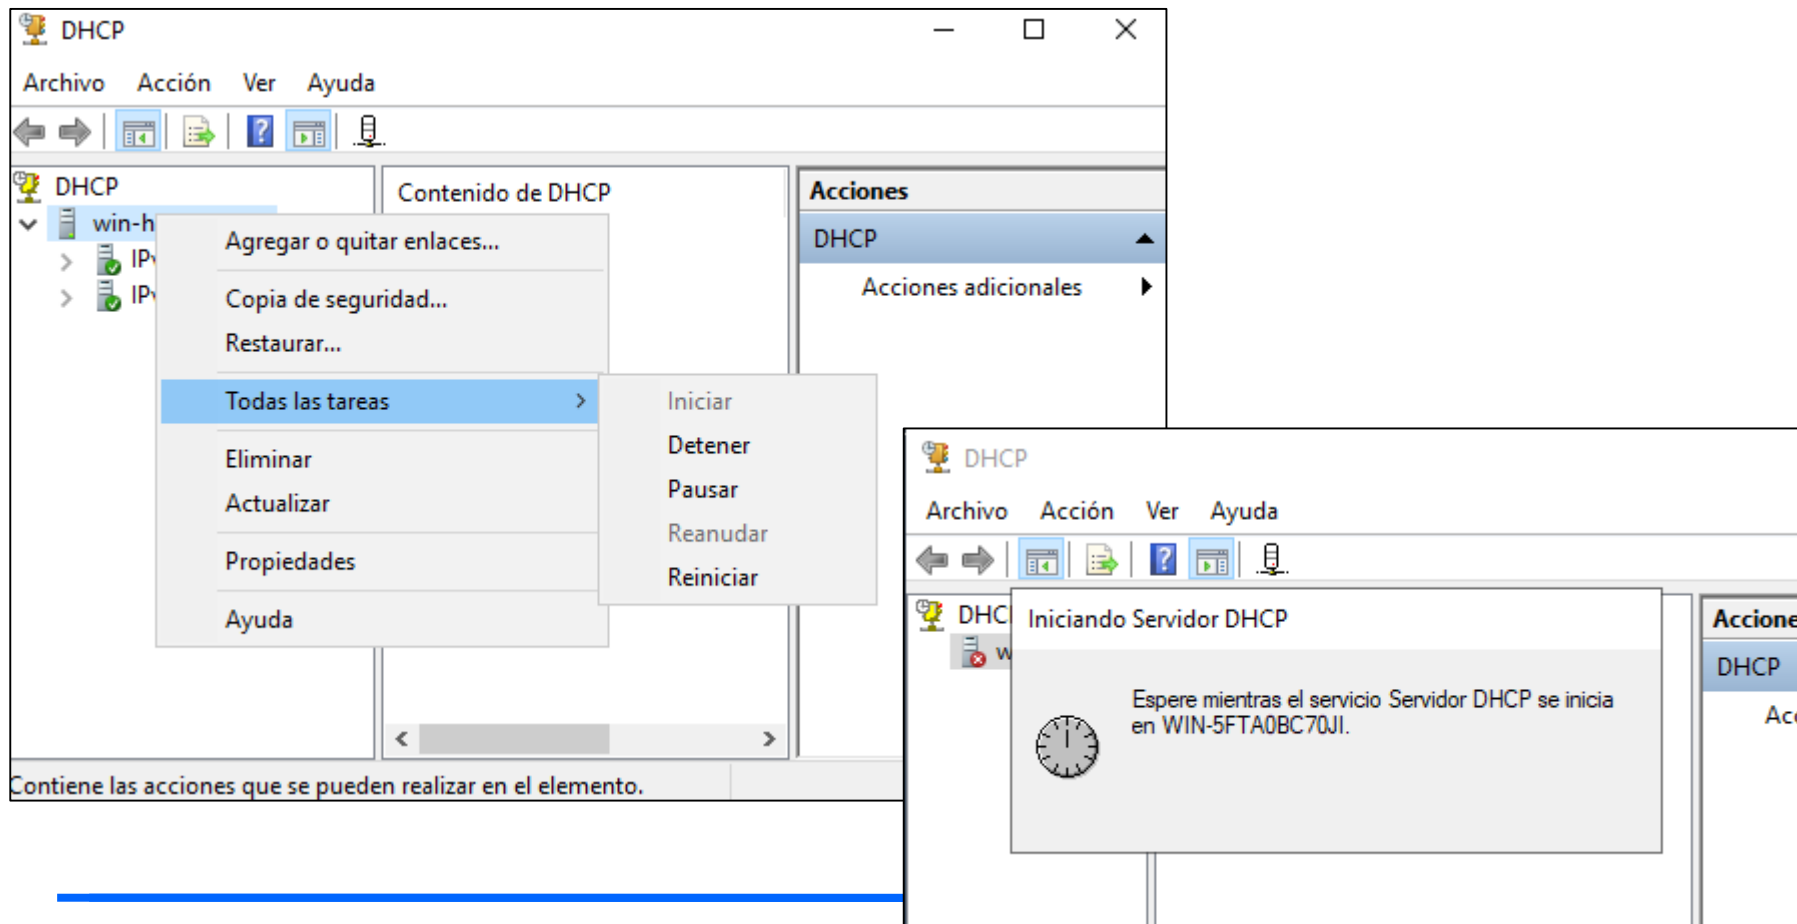 DHCP
Archivo Acción Ver Ayuda
DHCP
win-h
IPv
IPv
Contenido de DHCP
Acciones
DHCP
Acciones adicionales
Agregar o quitar enlaces...
Copia de seguridad...
Restaurar...
Todas las tareas
Eliminar
Actualizar
Propiedades
Ayuda
Iniciar
Detener
Pausar
Reanudar
Reiniciar
Contiene las acciones que se pueden realizar en el elemento.
DHCP
Archivo Acción Ver Ayuda
DHC
w
Iniciando Servidor DHCP
Espere mientras el servicio Servidor DHCP se inicia
en WIN-5FTA0BC70JI.
Accione
DHCP
Acc